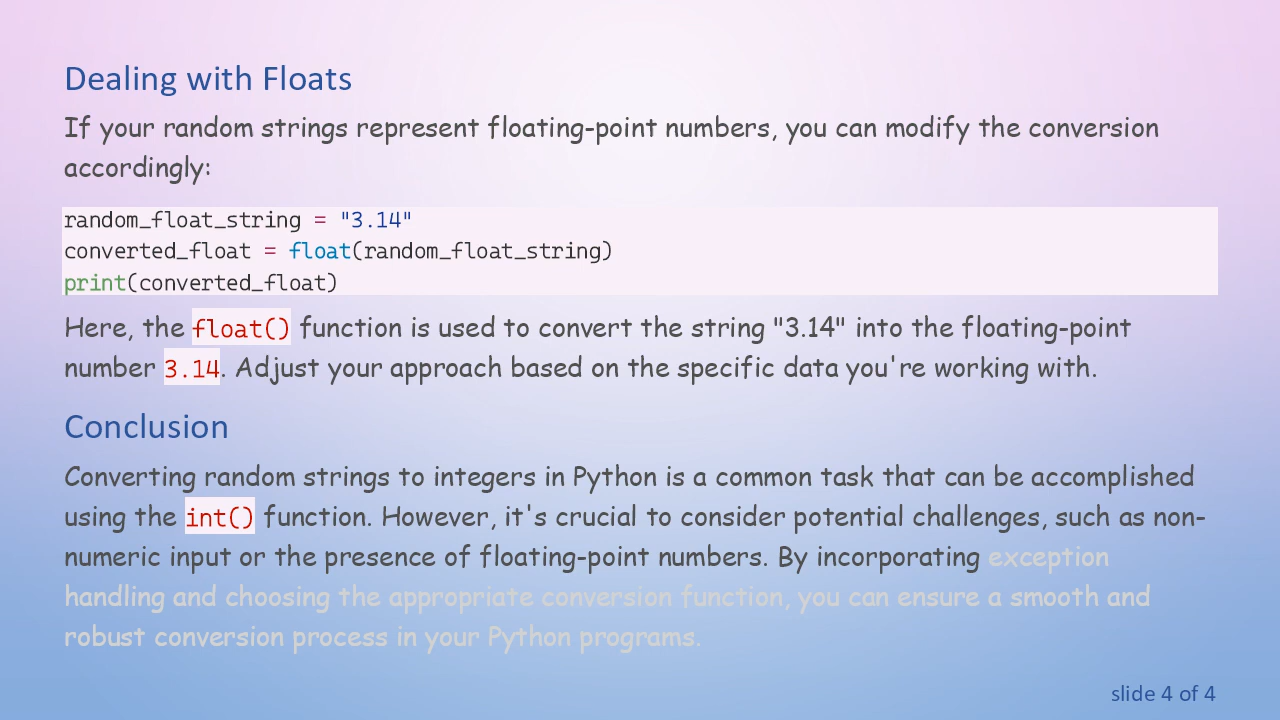 Dealing with Floats
If your random strings represent floating-point numbers, you can modify the conversion
accordingly:
random_float_string = "3.14"
converted_float = float(random_float_string)
print(converted_float)
Here, the float() function is used to convert the string "3.14" into the floating-point
number 3.14. Adjust your approach based on the specific data you're working with.
Conclusion
Converting random strings to integers in Python is a common task that can be accomplished
using the int() function. However, it's crucial to consider potential challenges, such as non-
numeric input or the presence of floating-point numbers. By incorporating exception
handling and choosing the appropriate conversion function, you can ensure a smooth and
robust conversion process in your Python programs.
slide 4 of 4